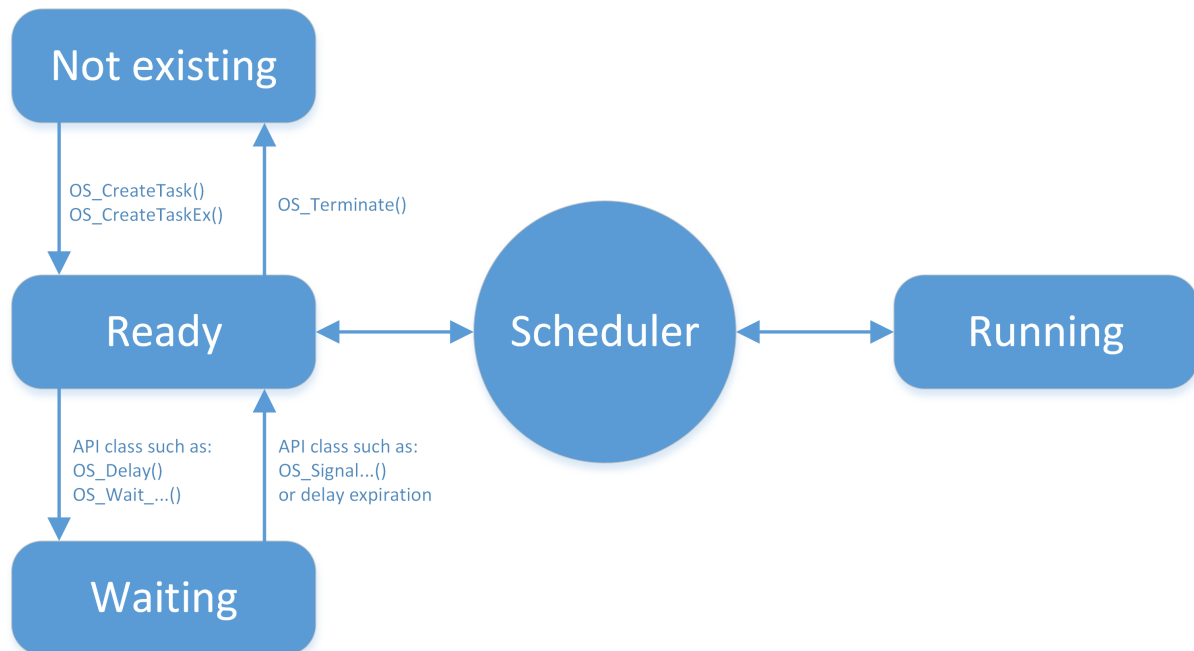 Not existing
OS_CreateTask()
OS_CreateTaskEx()
OS_Terminate()
Ready
Scheduler
Running
API class such as:
OS_Delay()
OS_Wait_...()
API class such as:
OS_Signal...()
or delay expiration
Waiting